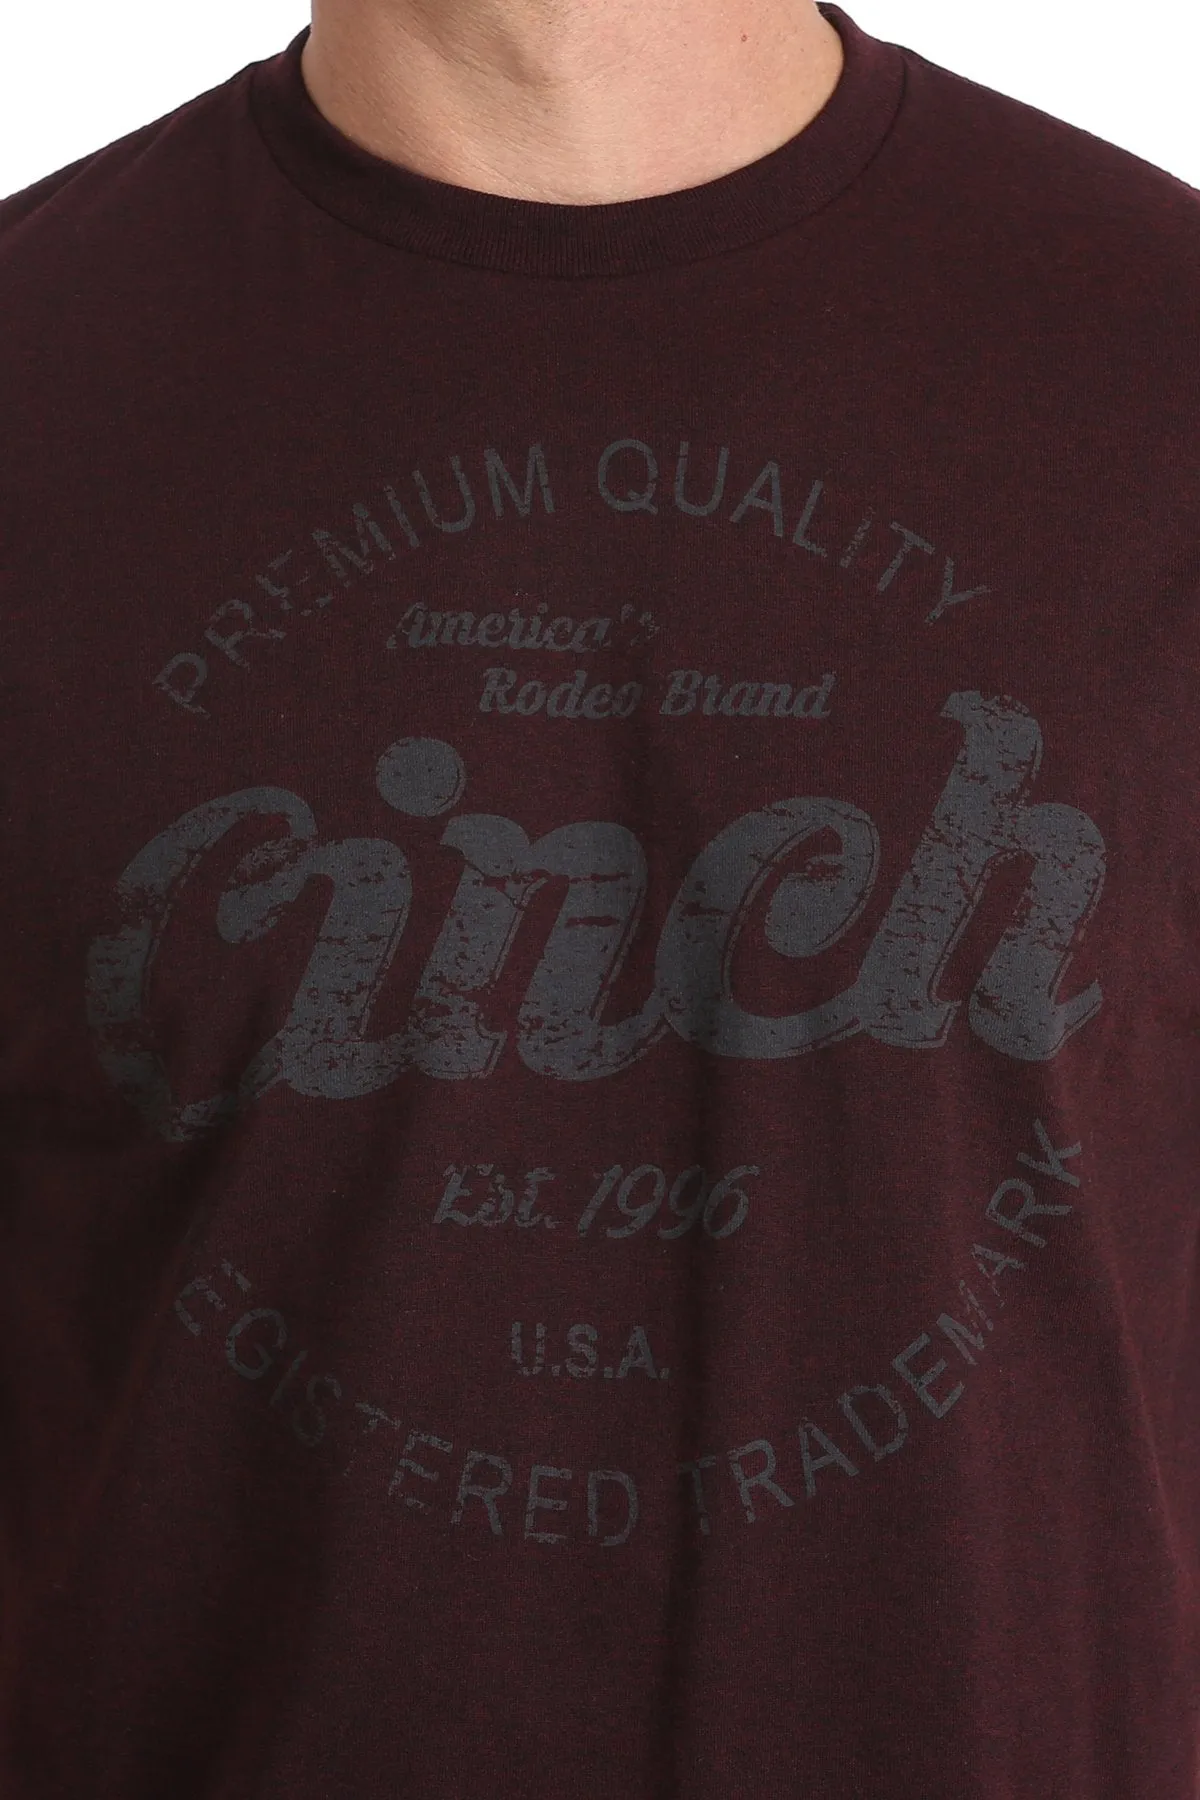 PREMIUM QUALITY
America's
Rodeo Brand
Cinch
Est. 1996
U.S.A.
EGISTERED TRADEMARK